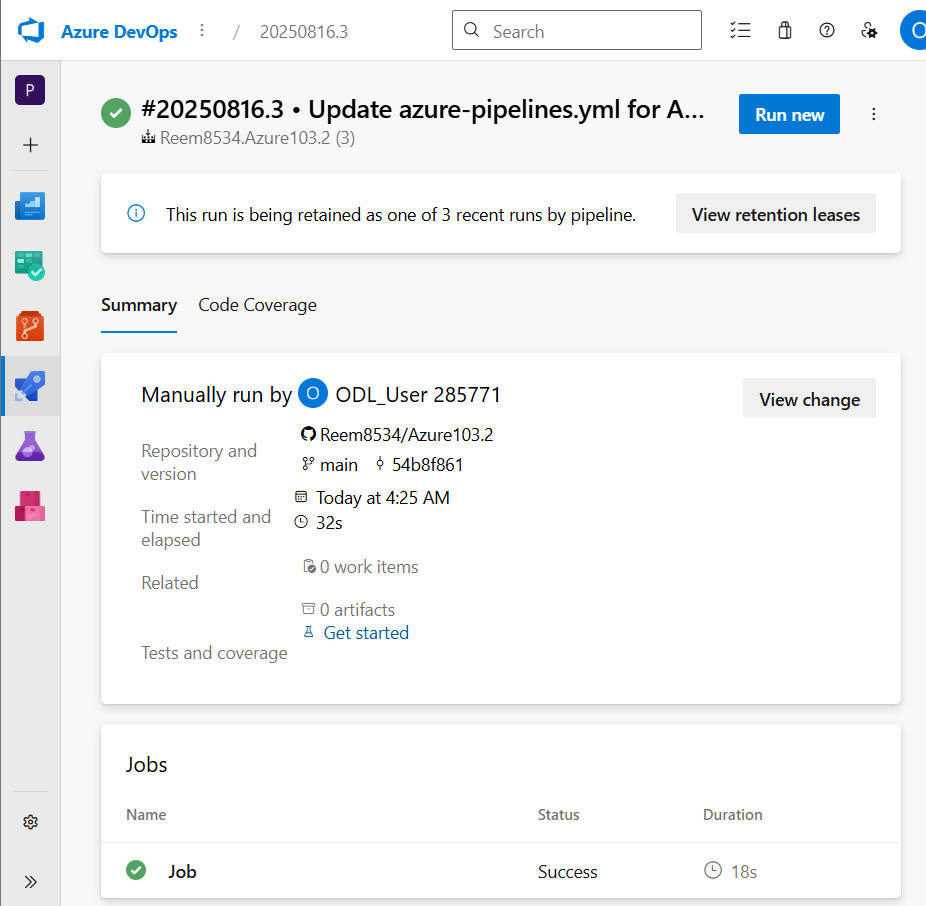 Azure DevOps / 20250816.3 Search O
P
#20250816.3 • Update azure-pipelines.yml for A... Run new
Reem8534.Azure103.2 (3)
This run is being retained as one of 3 recent runs by pipeline. View retention leases
Summary Code Coverage
Manually run by O ODL_User 285771 View change
Repository and version
Reem8534/Azure103.2
main 54b8f861
Time started and elapsed
Today at 4:25 AM
32s
Related
0 work items
0 artifacts
Tests and coverage
Get started
Jobs
Name Status Duration
Job Success 18s